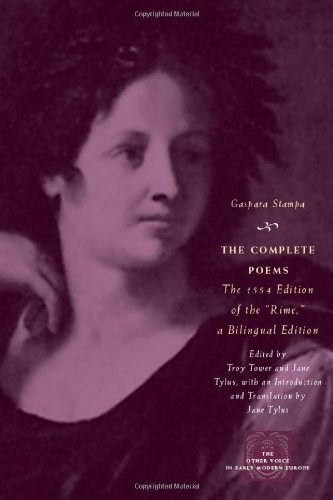 Gaspara Stampa
THE COMPLETE
POEMS
The 1554 Edition
of the "Rime,"
a Bilingual Edition
Edited by
Troy Tower and Jane
Tylus, with an Introduction
and Translation by
Jane Tylus
THE
OTHER VOICE
IN EARLY MODERN EUROPE